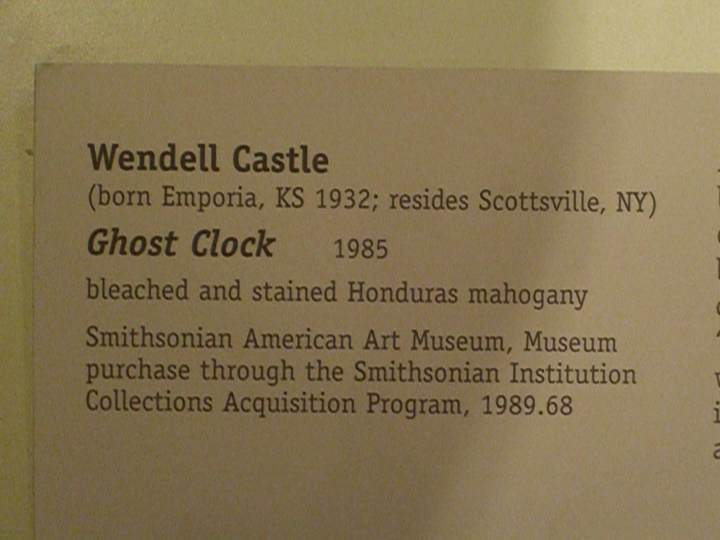 Wendell Castle
(born Emporia, KS 1932; resides Scottsville, NY)
Ghost Clock 1985
bleached and stained Honduras mahogany
Smithsonian American Art Museum, Museum
purchase through the Smithsonian Institution
Collections Acquisition Program, 1989.68